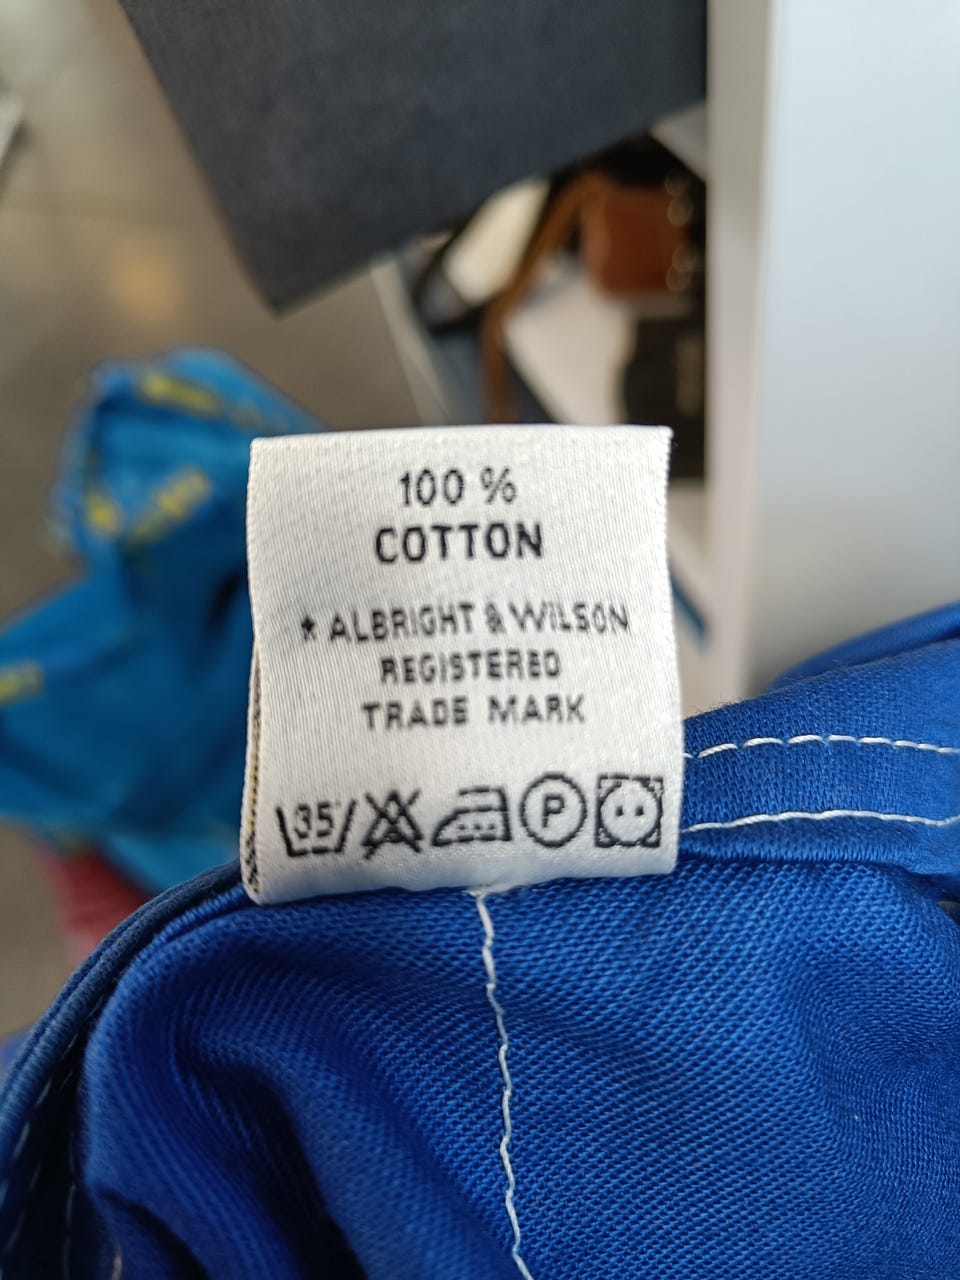 100 %
COTTON
★ ALBRIGHT & WILSON
REGISTERED
TRADE MARK
35 P